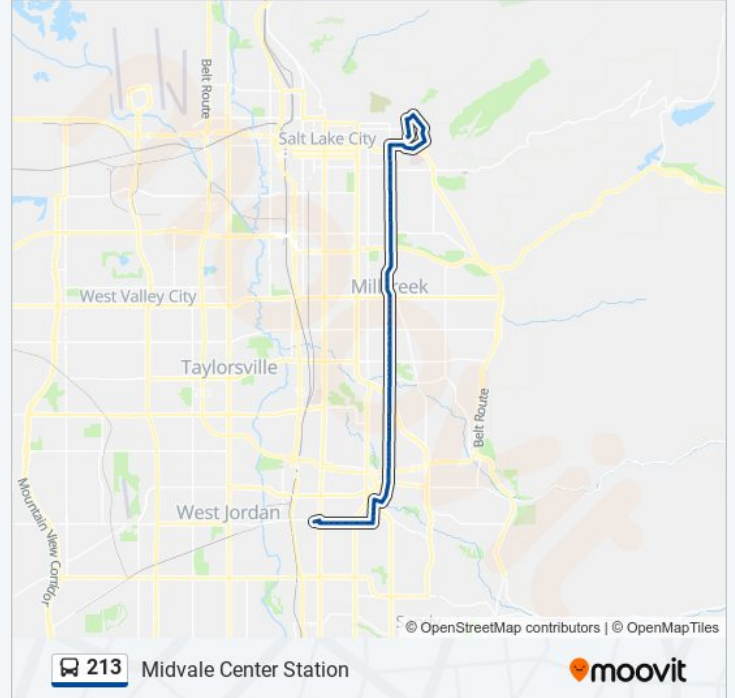 Belt Route
Salt Lake City
Millcreek
West Valley City
Taylorsville
Belt Route
West Jordan
Mountain View Corridor
© OpenStreetMap contributors | © OpenMapTiles
213 Midvale Center Station
moovit